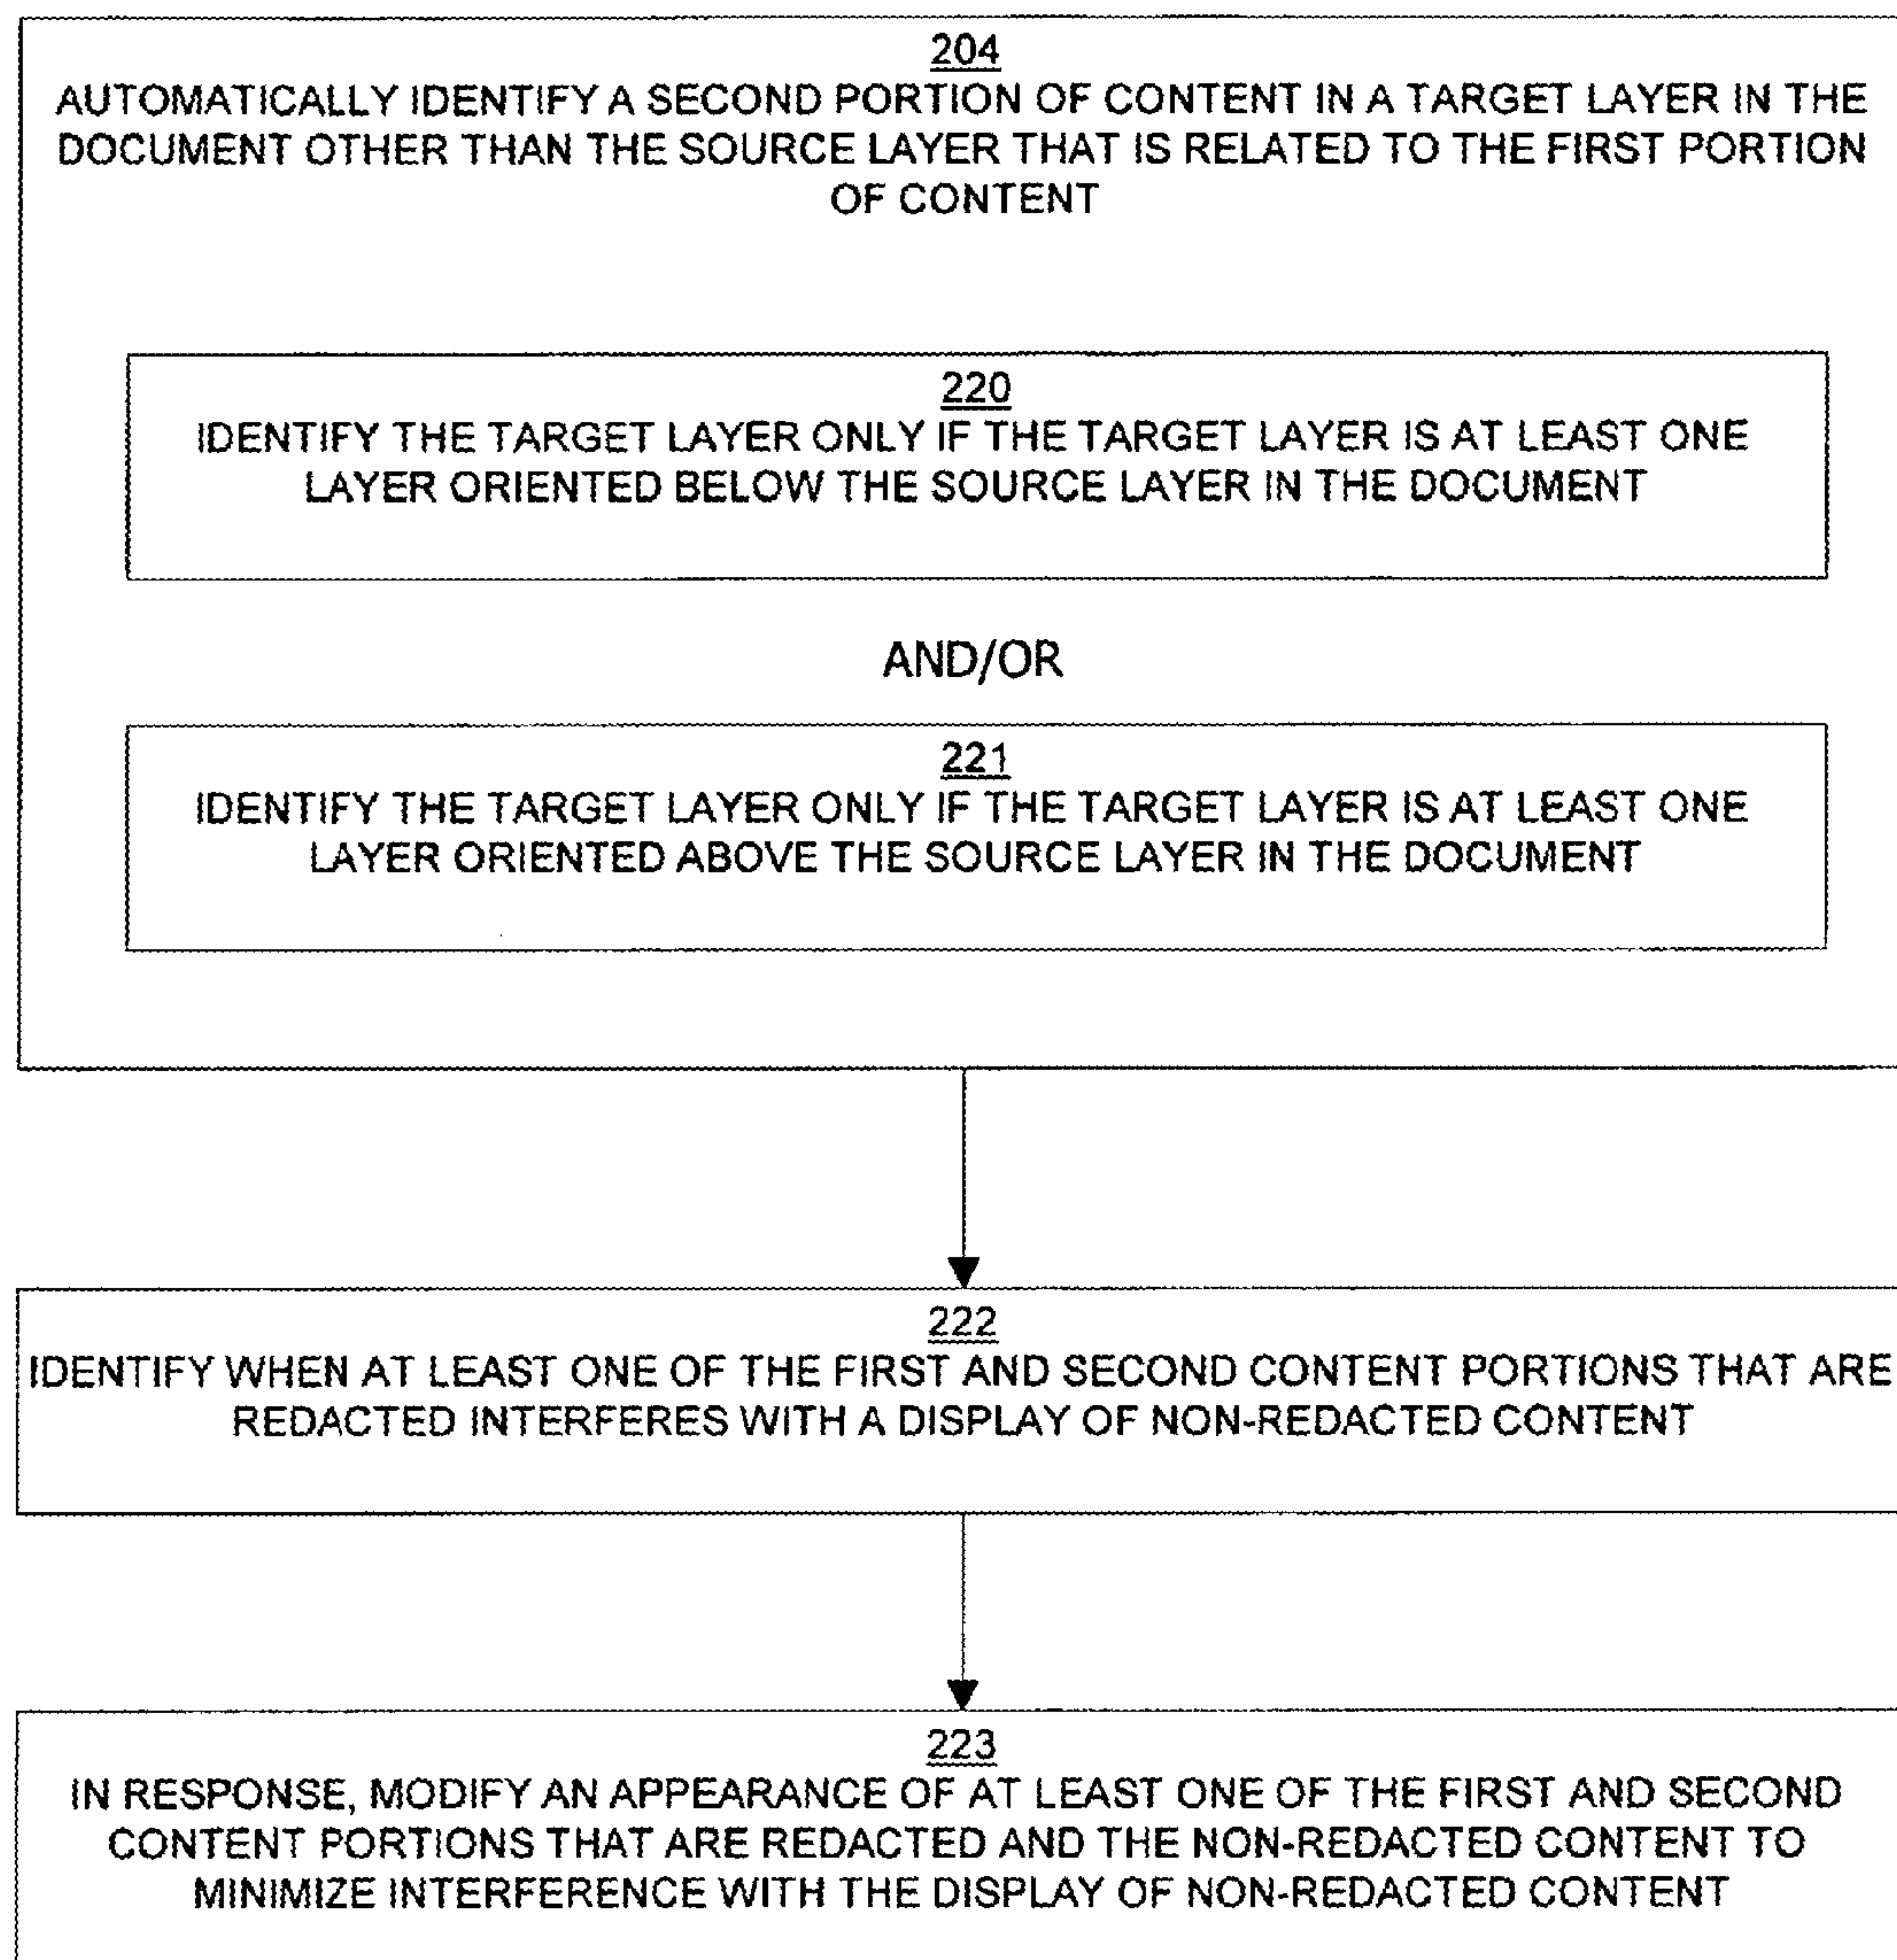 204
AUTOMATICALLY IDENTIFY A SECOND PORTION OF CONTENT IN A TARGET LAYER IN THE
DOCUMENT OTHER THAN THE SOURCE LAYER THAT IS RELATED TO THE FIRST PORTION
OF CONTENT
220
IDENTIFY THE TARGET LAYER ONLY IF THE TARGET LAYER IS AT LEAST ONE
LAYER ORIENTED BELOW THE SOURCE LAYER IN THE DOCUMENT
AND/OR
221
IDENTIFY THE TARGET LAYER ONLY IF THE TARGET LAYER IS AT LEAST ONE
LAYER ORIENTED ABOVE THE SOURCE LAYER IN THE DOCUMENT
222
IDENTIFY WHEN AT LEAST ONE OF THE FIRST AND SECOND CONTENT PORTIONS THAT ARE
REDACTED INTERFERES WITH A DISPLAY OF NON-REDACTED CONTENT
223
IN RESPONSE, MODIFY AN APPEARANCE OF AT LEAST ONE OF THE FIRST AND SECOND
CONTENT PORTIONS THAT ARE REDACTED AND THE NON-REDACTED CONTENT TO
MINIMIZE INTERFERENCE WITH THE DISPLAY OF NON-REDACTED CONTENT